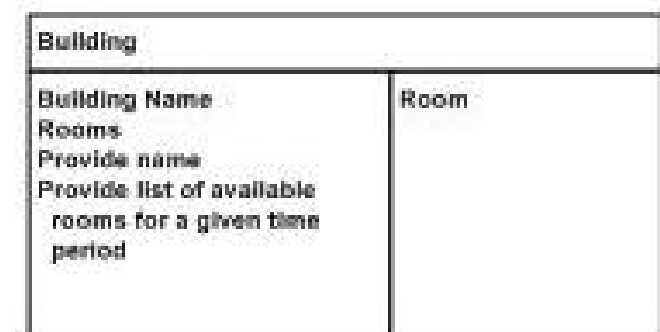 Building
Building Name
Rooms
Provide name
Provide list of available
rooms for a given time
period
Room